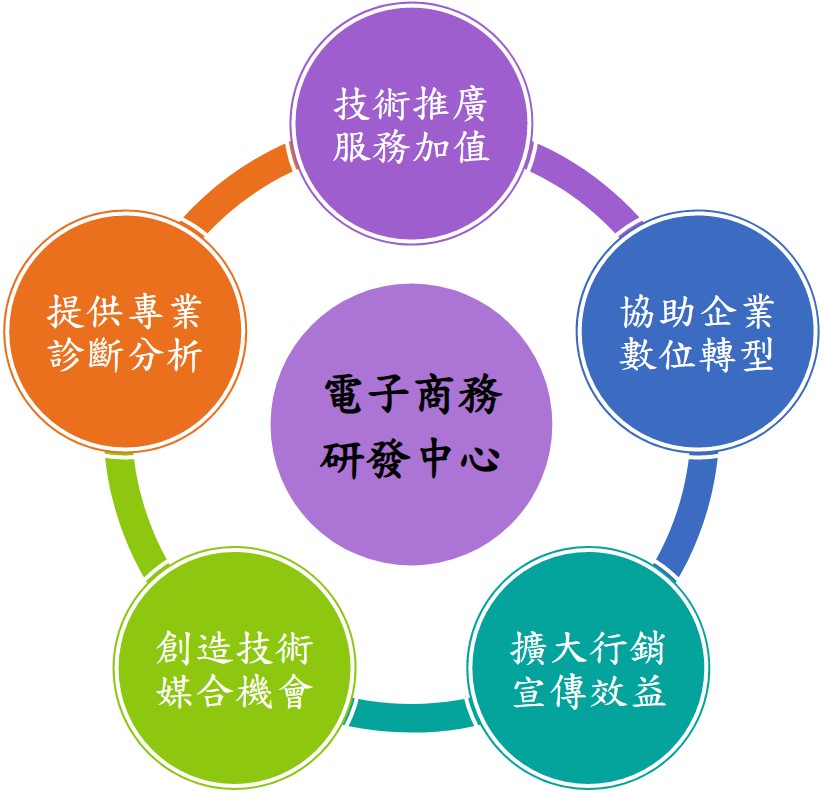 技術推廣
服務加值
協助企業
數位轉型
擴大行銷
宣傳效益
創造技術
媒合機會
提供專業
診斷分析
電子商務
研發中心